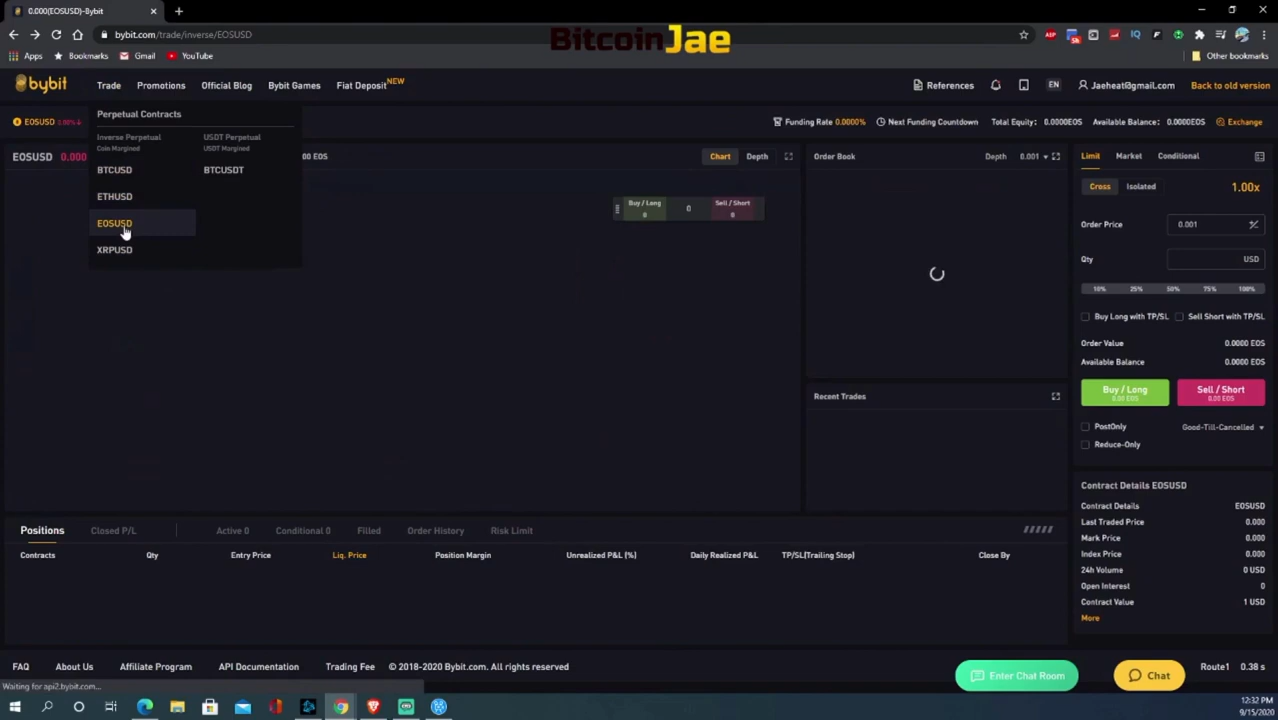 0.000(EOSUSD)-Bybit
bybit.com/trade/inverse/EOSUSD
BitcoinJae
Apps Bookmarks Gmail YouTube Other bookmarks
BYBIT Trade Promotions Official Blog Bybit Games Fiat Deposit NEW References EN Jaeheat@gmail.com Back to old version
Perpetual Contracts
EOSUSD Funding Rate 0.0000% Next Funding Countdown Total Equity: 0.0000EOS Available Balance: 0.0000EOS Exchange
Inverse Perpetual USDT Perpetual
Coin Margined USDT Margined
BTCUSD BTCUSDT
ETHUSD
EOSUSD
XRPUSD
EOSUSD 0.000 00 EOS Chart Depth
Buy / Long 0 Sell / Short
0 0
Order Book Depth 0.001
Recent Trades
Limit Market Conditional
Cross Isolated 1.00x
Order Price 0.001
Qty USD
10% 25% 50% 75% 100%
Buy Long with TP/SL Sell Short with TP/SL
Order Value 0.0000 EOS
Available Balance 0.0000 EOS
Buy / Long Sell / Short
0.00 EOS 0.00 EOS
PostOnly Good-Till-Cancelled
Reduce-Only
Contract Details EOSUSD
Contract Details EOSUSD
Last Traded Price 0.000
Mark Price 0.000
Index Price 0.000
24h Volume 0 USD
Open Interest 0
Contract Value 1 USD
More
Positions Closed P/L Active 0 Conditional 0 Filled Order History Risk Limit
Contracts Qty Entry Price Liq. Price Position Margin Unrealized P&L (%) Daily Realized P&L TP/SL(Trailing Stop) Close By
FAQ About Us Affiliate Program API Documentation Trading Fee © 2018-2020 Bybit.com. All rights reserved
Enter Chat Room Chat Route1 0.38 s
Waiting for api2.bybit.com...
12:32 PM
9/15/2020